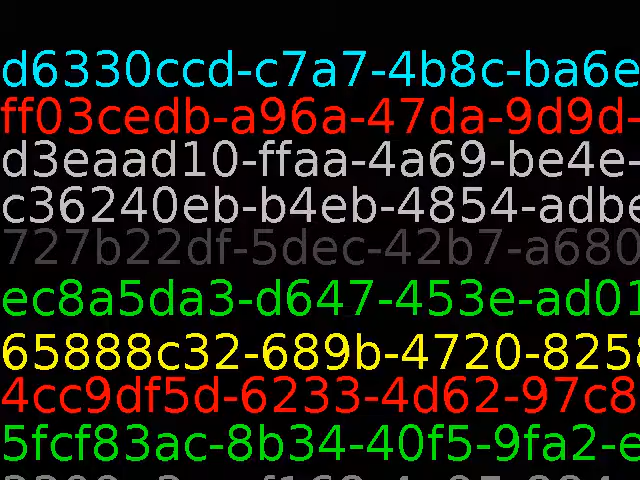 d6330ccd-c7a7-4b8c-ba6e
ff03cedb-a96a-47da-9d9d-
d3eaad10-ffaa-4a69-be4e-
c36240eb-b4eb-4854-adbe
727b22df-5dec-42b7-a680
ec8a5da3-d647-453e-ad01
65888c32-689b-4720-8258
4cc9df5d-6233-4d62-97c8
5fcf83ac-8b34-40f5-9fa2-e